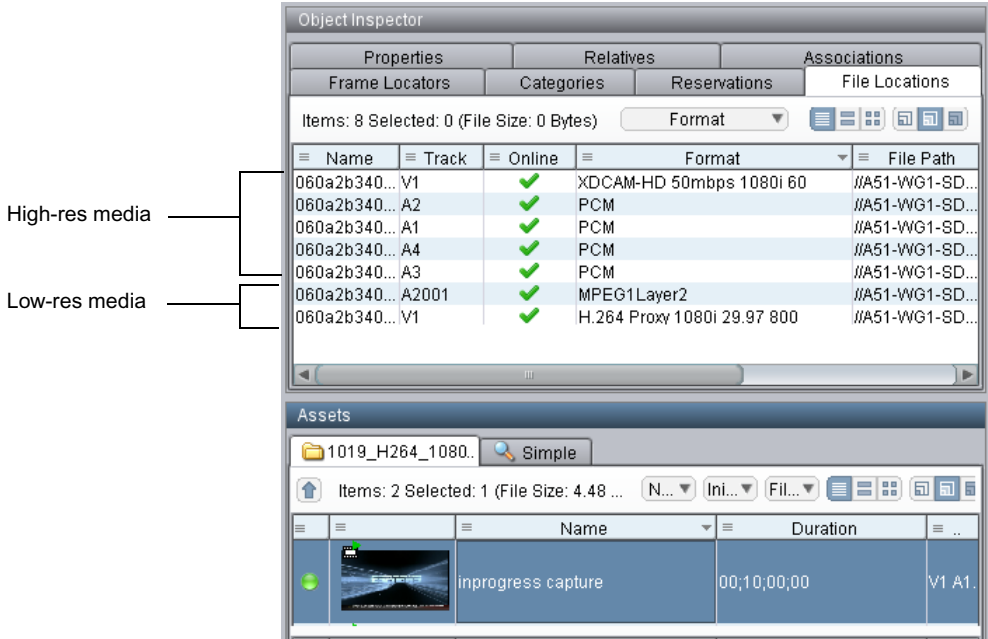 Object Inspector
Properties Relatives Associations
Frame Locators Categories Reservations File Locations
Items: 8 Selected: 0 (File Size: 0 Bytes) Format
Name Track Online Format File Path
060a2b340... V1 XDCAM-HD 50mbps 1080i 60 //A51-WG1-SD...
060a2b340... A2 PCM //A51-WG1-SD...
High-res media
060a2b340... A1 PCM //A51-WG1-SD...
060a2b340... A4 PCM //A51-WG1-SD...
060a2b340... A3 PCM //A51-WG1-SD...
Low-res media
060a2b340... A2001 MPEG1Layer2 //A51-WG1-SD...
060a2b340... V1 H.264 Proxy 1080i 29.97 800 //A51-WG1-SD...
Assets
1019_H264_1080.. Simple
Items: 2 Selected: 1 (File Size: 4.48 ... N... Ini... Fil...
Name Duration ..
inprogress capture 00;10;00;00 V1 A1.